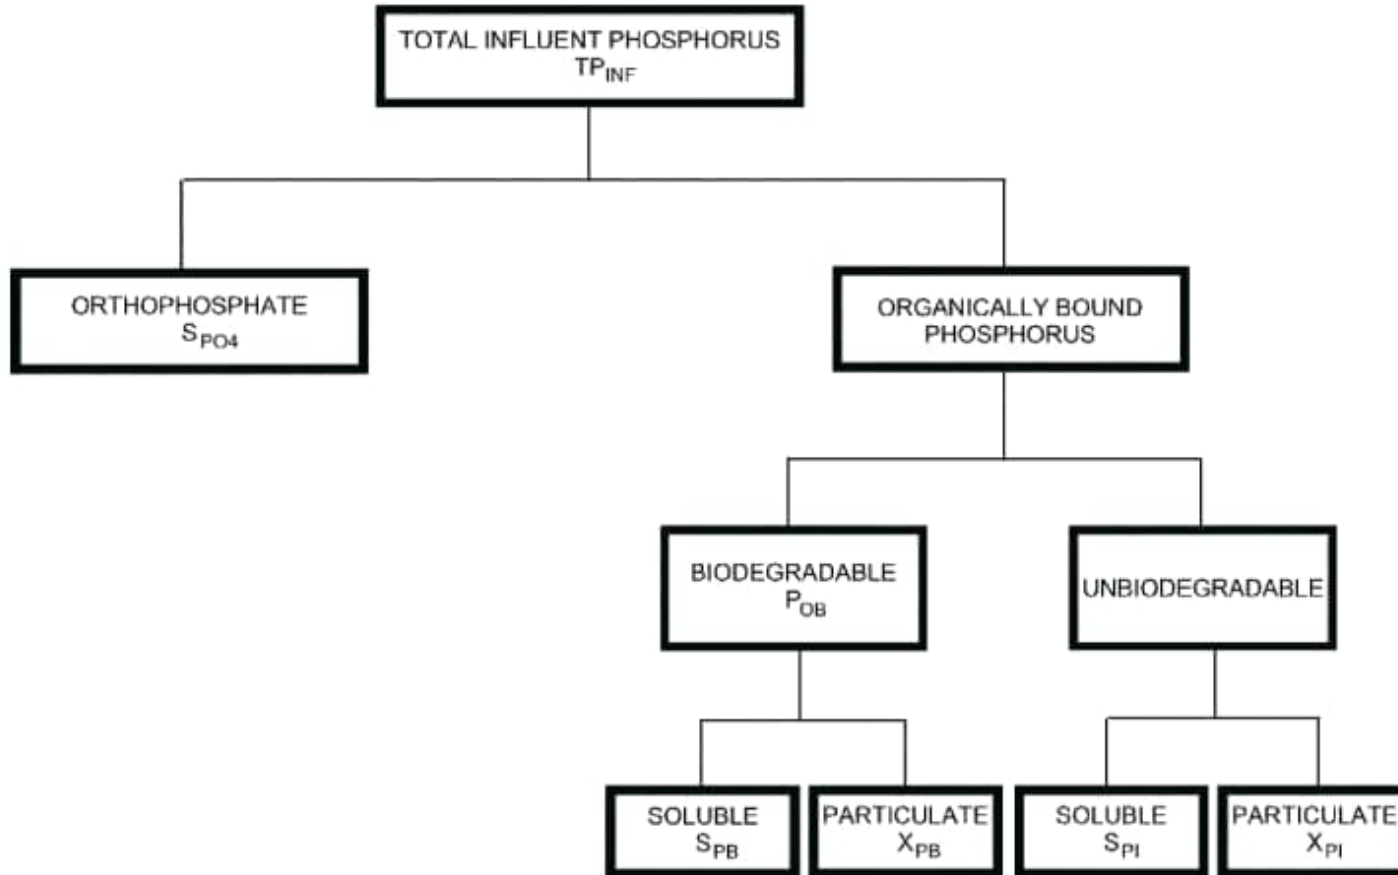 TOTAL INFLUENT PHOSPHORUS
TP_INF
ORTHOPHOSPHATE
S_PO4
ORGANICALLY BOUND
PHOSPHORUS
BIODEGRADABLE
P_OB
UNBIODEGRADABLE
SOLUBLE
S_PB
PARTICULATE
X_PB
SOLUBLE
S_PI
PARTICULATE
X_PI